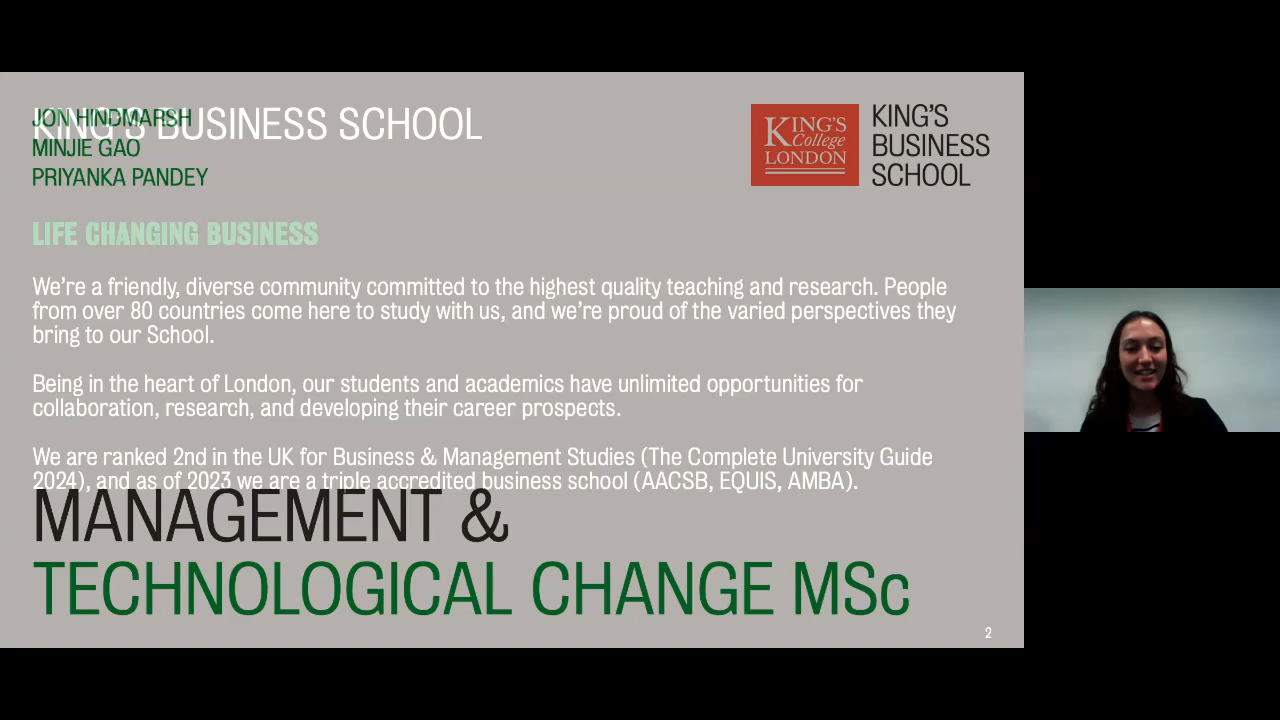 JON HINDMARSH
KING'S BUSINESS SCHOOL
MINJIE GAO
PRIYANKA PANDEY
KING'S
College
LONDON
KING'S
BUSINESS
SCHOOL
LIFE CHANGING BUSINESS
We're a friendly, diverse community committed to the highest quality teaching and research. People
from over 80 countries come here to study with us, and we're proud of the varied perspectives they
bring to our School.
Being in the heart of London, our students and academics have unlimited opportunities for
collaboration, research, and developing their career prospects.
We are ranked 2nd in the UK for Business & Management Studies (The Complete University Guide
2024), and as of 2023 we are a triple accredited business school (AACSB, EQUIS, AMBA).
MANAGEMENT &
TECHNOLOGICAL CHANGE MSc
2